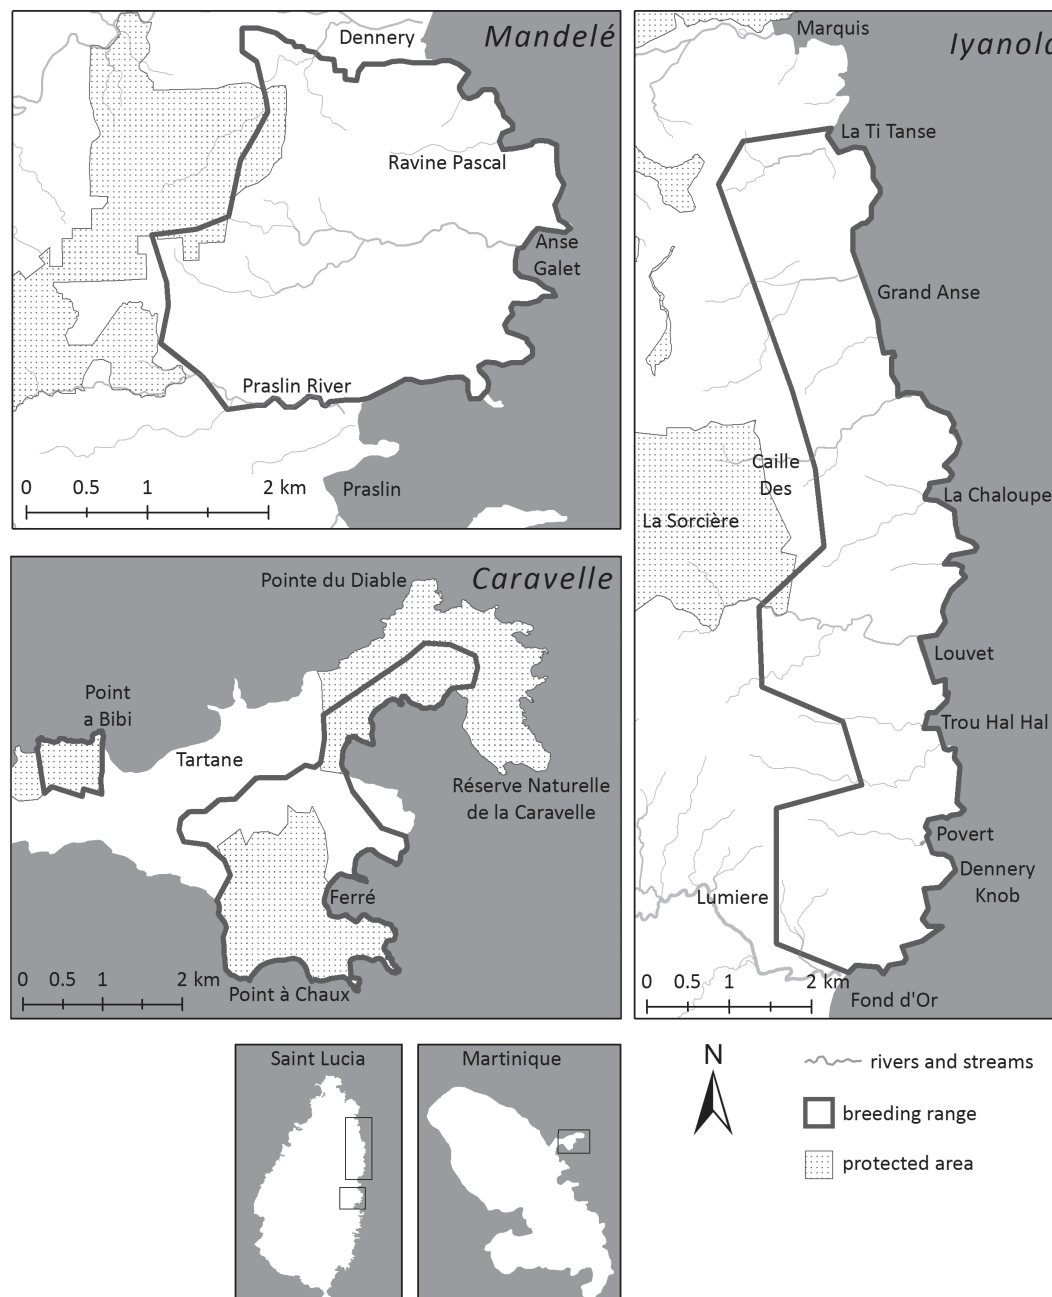 Mandelé
Dennery
Ravine Pascal
Anse
Galet
Praslin River
Praslin
0 0.5 1 2 km
Iyanola
Marquis
La Ti Tanse
Grand Anse
Caille
Des
La Chaloupe
La Sorcière
Louvet
Trou Hal Hal
Povert
Dennery
Knob
Lumiere
0 0.5 1 2 km
Fond d'Or
Caravelle
Pointe du Diable
Point
a Bibi
Tartane
Réserve Naturelle
de la Caravelle
Ferré
0 0.5 1 2 km
Point à Chaux
Saint Lucia
Martinique
N
rivers and streams
breeding range
protected area